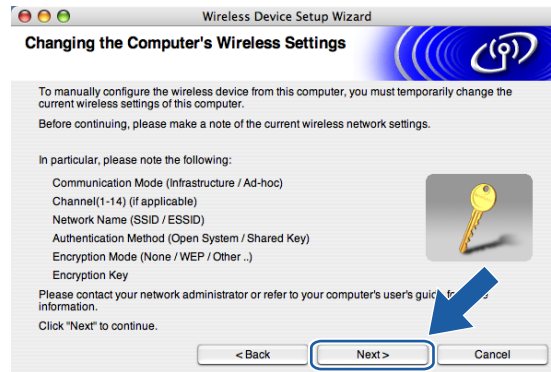 Wireless Device Setup Wizard
Changing the Computer's Wireless Settings
To manually configure the wireless device from this computer, you must temporarily change the
current wireless settings of this computer.
Before continuing, please make a note of the current wireless network settings.
In particular, please note the following:
Communication Mode (Infrastructure / Ad-hoc)
Channel(1-14) (if applicable)
Network Name (SSID / ESSID)
Authentication Method (Open System / Shared Key)
Encryption Mode (None / WEP / Other ..)
Encryption Key
Please contact your network administrator or refer to your computer's user's
information.
Click "Next" to continue.
< Back Next > Cancel